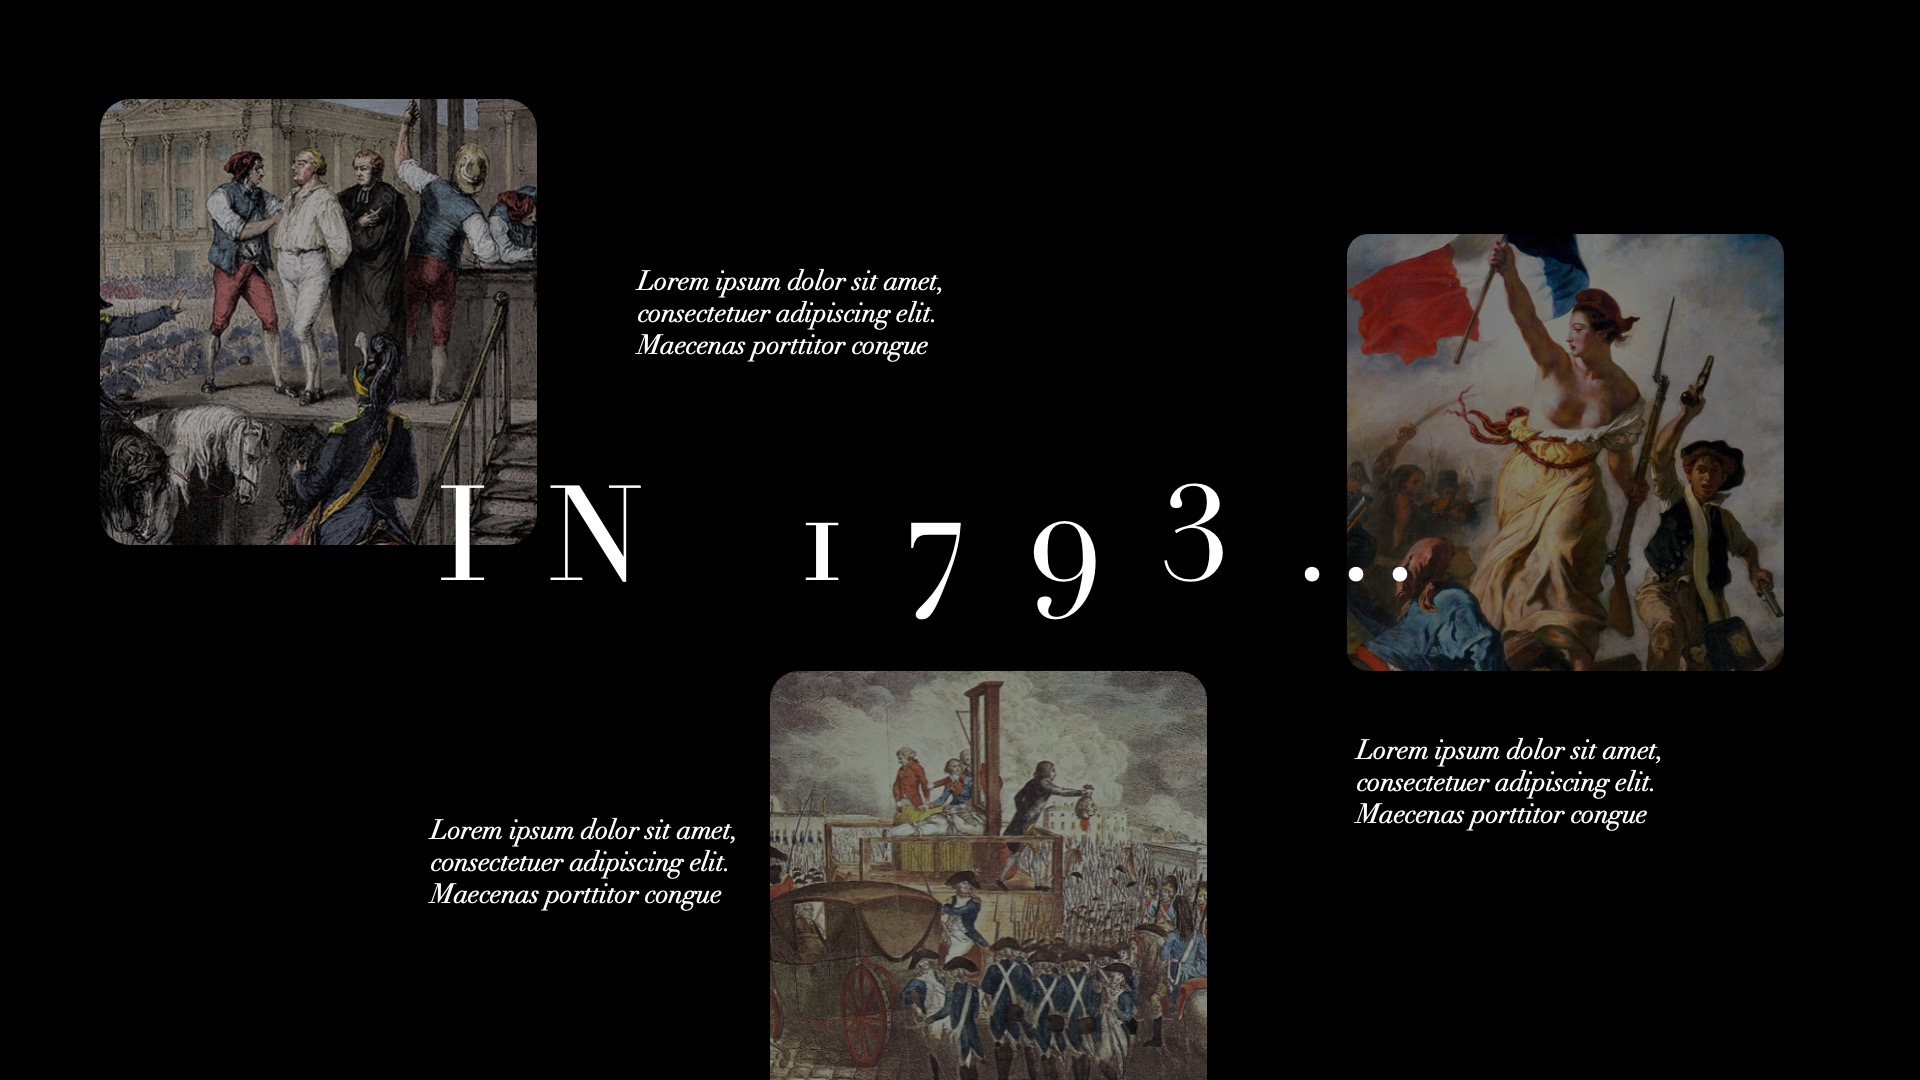 Lorem ipsum dolor sit amet,
consectetuer adipiscing elit.
Maecenas porttitor congue
IN 1793...
Lorem ipsum dolor sit amet,
consectetuer adipiscing elit.
Maecenas porttitor congue
Lorem ipsum dolor sit amet,
consectetuer adipiscing elit.
Maecenas porttitor congue